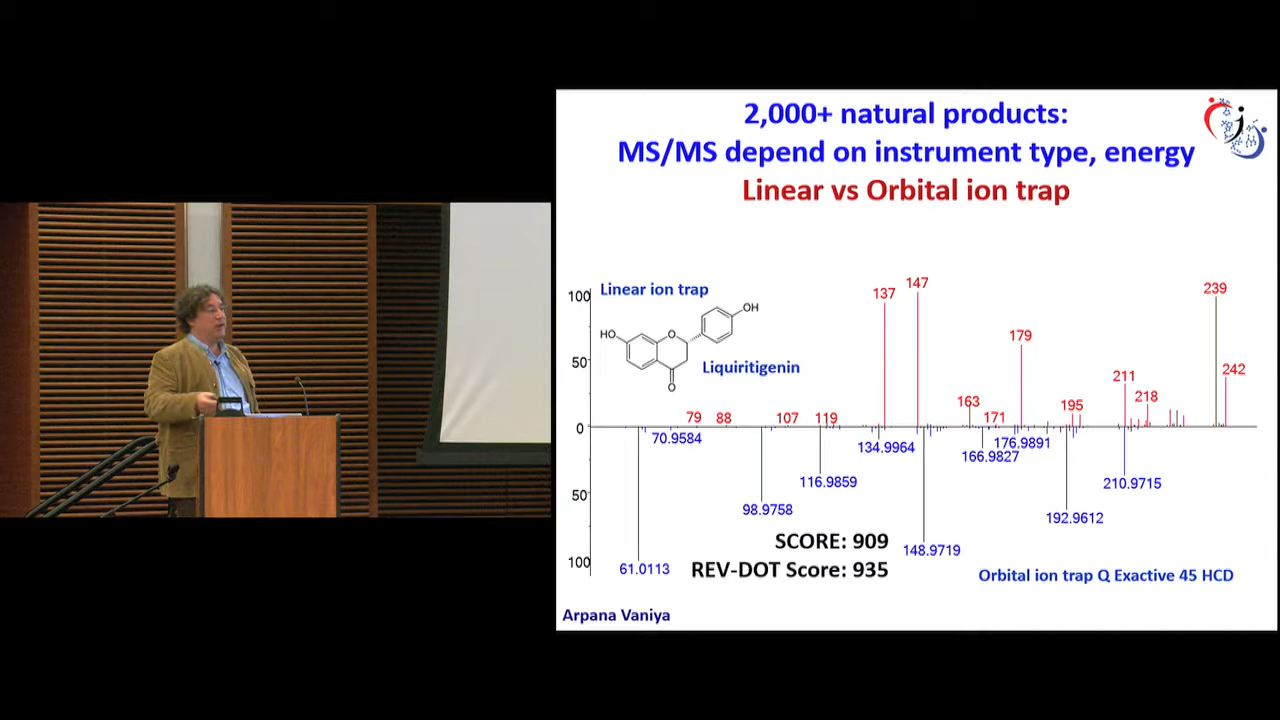 2,000+ natural products:
MS/MS depend on instrument type, energy
Linear vs Orbital ion trap
Linear ion trap
HO
O
OH
O
Liquiritigenin
100
50
0
50
100
79
88
107
119
137
147
163
171
179
195
211
218
239
242
61.0113
70.9584
98.9758
116.9859
134.9964
148.9719
166.9827
176.9891
192.9612
210.9715
SCORE: 909
REV-DOT Score: 935
Orbital ion trap Q Exactive 45 HCD
Arpana Vaniya